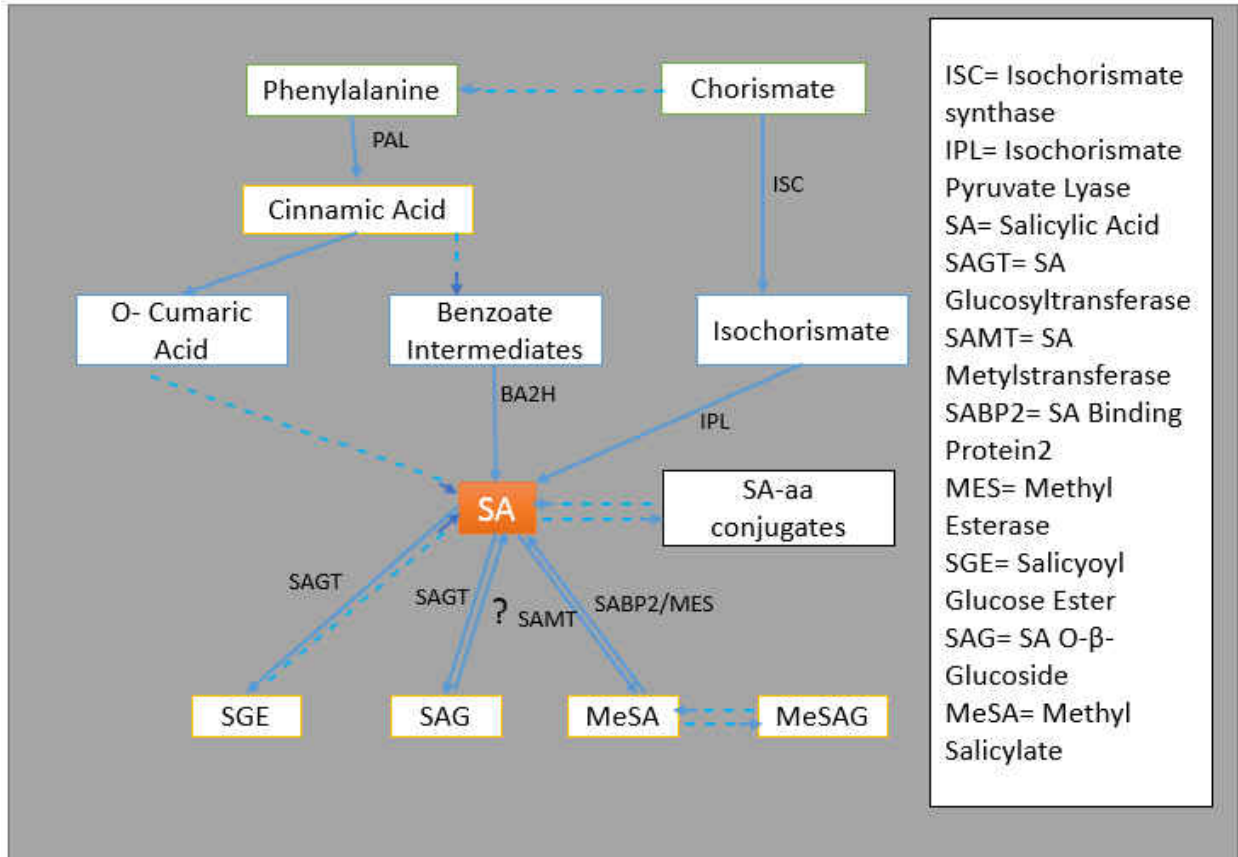 Phenylalanine
Chorismate
PAL
ISC
Cinnamic Acid
O- Cumaric
Acid
Benzoate
Intermediates
Isochorismate
BA2H
IPL
SA
SA-aa
conjugates
SAGT
SAGT
?
SAMT
SABP2/MES
SGE
SAG
MeSA
MeSAG
ISC= Isochorismate
synthase
IPL= Isochorismate
Pyruvate Lyase
SA= Salicylic Acid
SAGT= SA
Glucosyltransferase
SAMT= SA
Metylstransferase
SABP2= SA Binding
Protein2
MES= Methyl
Esterase
SGE= Salicyoyl
Glucose Ester
SAG= SA O-β-
Glucoside
MeSA= Methyl
Salicylate